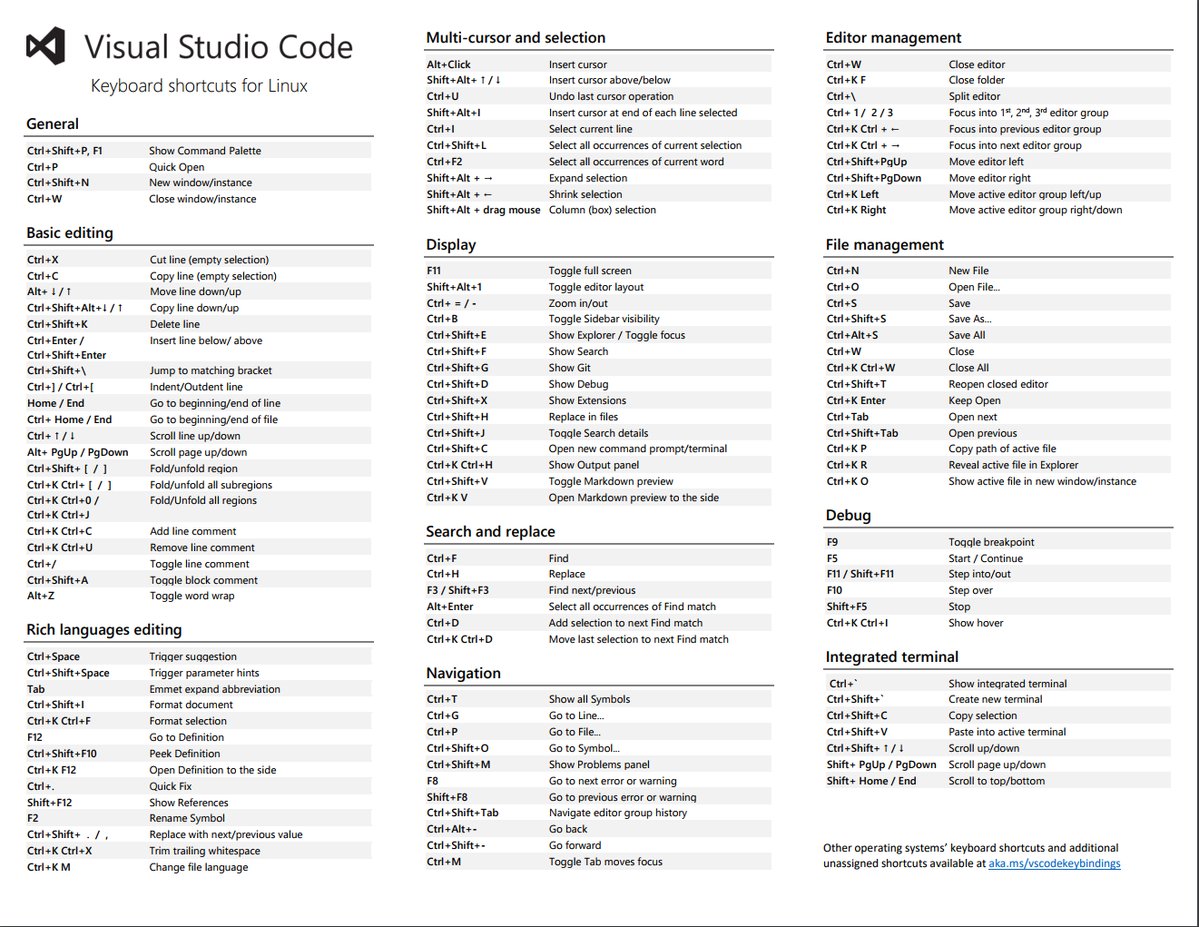 Visual Studio Code
Keyboard shortcuts for Linux
General
Ctrl+Shift+P, F1 Show Command Palette
Ctrl+P Quick Open
Ctrl+Shift+N New window/instance
Ctrl+W Close window/instance
Basic editing
Ctrl+X Cut line (empty selection)
Ctrl+C Copy line (empty selection)
Alt+ ↓ / ↑ Move line down/up
Ctrl+Shift+Alt+↓ / ↑ Copy line down/up
Ctrl+Shift+K Delete line
Ctrl+Enter / Insert line below/ above
Ctrl+Shift+Enter
Ctrl+Shift+\ Jump to matching bracket
Ctrl+] / Ctrl+[ Indent/Outdent line
Home / End Go to beginning/end of line
Ctrl+ Home / End Go to beginning/end of file
Ctrl+ ↑ / ↓ Scroll line up/down
Alt+ PgUp / PgDown Scroll page up/down
Ctrl+Shift+ [ / ] Fold/unfold region
Ctrl+K Ctrl+ [ / ] Fold/unfold all subregions
Ctrl+K Ctrl+0 / Fold/Unfold all regions
Ctrl+K Ctrl+J
Ctrl+K Ctrl+C Add line comment
Ctrl+K Ctrl+U Remove line comment
Ctrl+/ Toggle line comment
Ctrl+Shift+A Toggle block comment
Alt+Z Toggle word wrap
Rich languages editing
Ctrl+Space Trigger suggestion
Ctrl+Shift+Space Trigger parameter hints
Tab Emmet expand abbreviation
Ctrl+Shift+I Format document
Ctrl+K Ctrl+F Format selection
F12 Go to Definition
Ctrl+Shift+F10 Peek Definition
Ctrl+K F12 Open Definition to the side
Ctrl+. Quick Fix
Shift+F12 Show References
F2 Rename Symbol
Ctrl+Shift+ . / , Replace with next/previous value
Ctrl+K Ctrl+X Trim trailing whitespace
Ctrl+K M Change file language
Multi-cursor and selection
Alt+Click Insert cursor
Shift+Alt+ ↑ / ↓ Insert cursor above/below
Ctrl+U Undo last cursor operation
Shift+Alt+I Insert cursor at end of each line selected
Ctrl+I Select current line
Ctrl+Shift+L Select all occurrences of current selection
Ctrl+F2 Select all occurrences of current word
Shift+Alt + → Expand selection
Shift+Alt + ← Shrink selection
Shift+Alt + drag mouse Column (box) selection
Display
F11 Toggle full screen
Shift+Alt+1 Toggle editor layout
Ctrl+ = / - Zoom in/out
Ctrl+B Toggle Sidebar visibility
Ctrl+Shift+E Show Explorer / Toggle focus
Ctrl+Shift+F Show Search
Ctrl+Shift+G Show Git
Ctrl+Shift+D Show Debug
Ctrl+Shift+X Show Extensions
Ctrl+Shift+H Replace in files
Ctrl+Shift+J Toggle Search details
Ctrl+Shift+C Open new command prompt/terminal
Ctrl+K Ctrl+H Show Output panel
Ctrl+Shift+V Toggle Markdown preview
Ctrl+K V Open Markdown preview to the side
Search and replace
Ctrl+F Find
Ctrl+H Replace
F3 / Shift+F3 Find next/previous
Alt+Enter Select all occurrences of Find match
Ctrl+D Add selection to next Find match
Ctrl+K Ctrl+D Move last selection to next Find match
Navigation
Ctrl+T Show all Symbols
Ctrl+G Go to Line...
Ctrl+P Go to File...
Ctrl+Shift+O Go to Symbol...
Ctrl+Shift+M Show Problems panel
F8 Go to next error or warning
Shift+F8 Go to previous error or warning
Ctrl+Shift+Tab Navigate editor group history
Ctrl+Alt+- Go back
Ctrl+Shift+- Go forward
Ctrl+M Toggle Tab moves focus
Editor management
Ctrl+W Close editor
Ctrl+K F Close folder
Ctrl+\ Split editor
Ctrl+ 1 / 2 / 3 Focus into 1st, 2nd, 3rd editor group
Ctrl+K Ctrl + ← Focus into previous editor group
Ctrl+K Ctrl + → Focus into next editor group
Ctrl+Shift+PgUp Move editor left
Ctrl+Shift+PgDown Move editor right
Ctrl+K Left Move active editor group left/up
Ctrl+K Right Move active editor group right/down
File management
Ctrl+N New File
Ctrl+O Open File...
Ctrl+S Save
Ctrl+Shift+S Save As...
Ctrl+Alt+S Save All
Ctrl+W Close
Ctrl+K Ctrl+W Close All
Ctrl+Shift+T Reopen closed editor
Ctrl+K Enter Keep Open
Ctrl+Tab Open next
Ctrl+Shift+Tab Open previous
Ctrl+K P Copy path of active file
Ctrl+K R Reveal active file in Explorer
Ctrl+K O Show active file in new window/instance
Debug
F9 Toggle breakpoint
F5 Start / Continue
F11 / Shift+F11 Step into/out
F10 Step over
Shift+F5 Stop
Ctrl+K Ctrl+I Show hover
Integrated terminal
Ctrl+` Show integrated terminal
Ctrl+Shift+` Create new terminal
Ctrl+Shift+C Copy selection
Ctrl+Shift+V Paste into active terminal
Ctrl+Shift+ ↑ / ↓ Scroll up/down
Shift+ PgUp / PgDown Scroll page up/down
Shift+ Home / End Scroll to top/bottom
Other operating systems’ keyboard shortcuts and additional
unassigned shortcuts available at aka.ms/vscodekeybindings